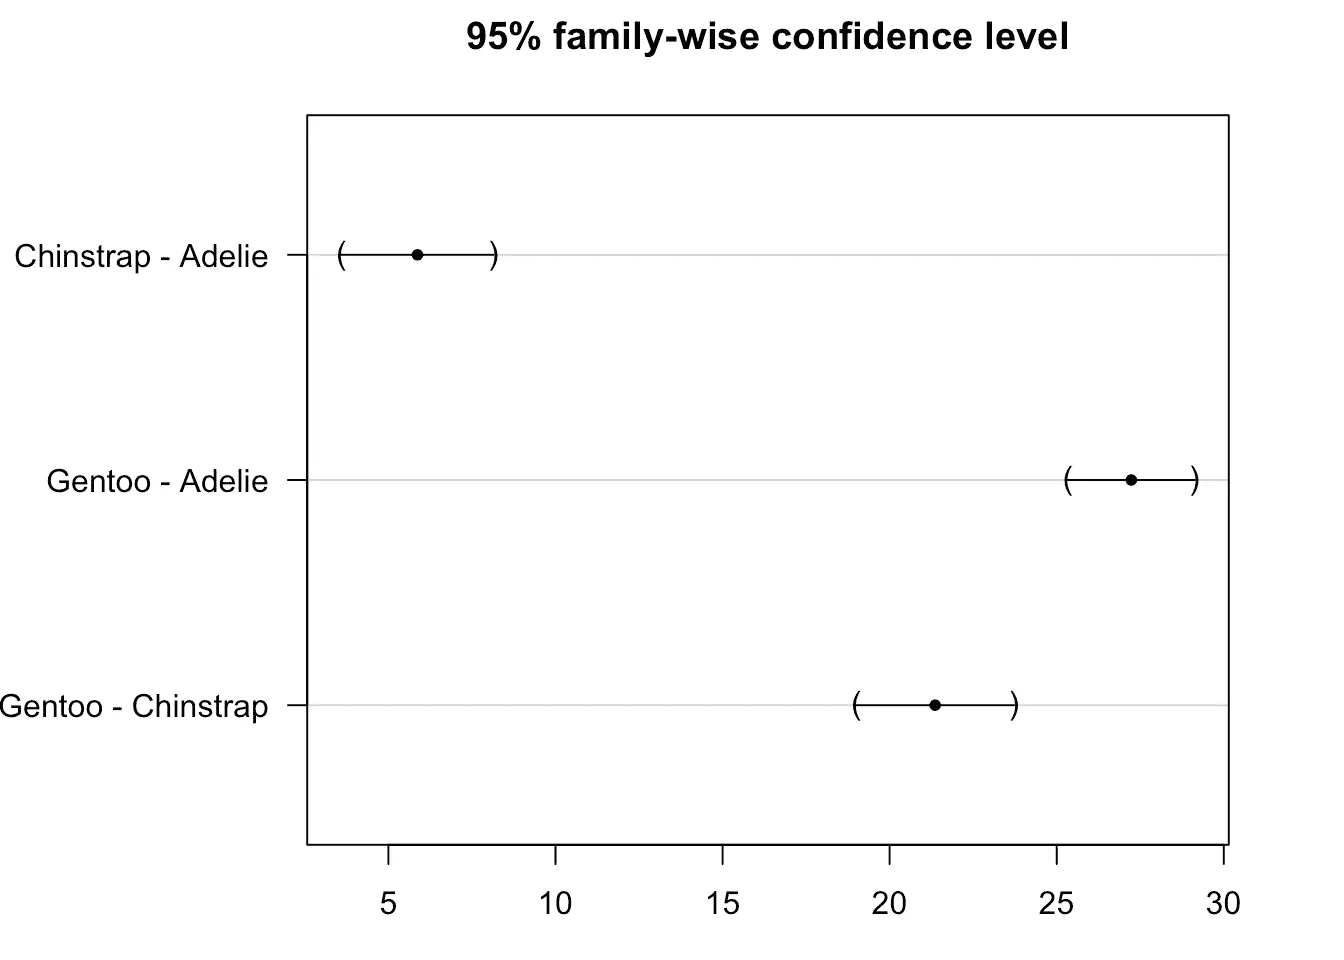 95% family-wise confidence level
Chinstrap - Adelie
Gentoo - Adelie
Gentoo - Chinstrap
5 10 15 20 25 30